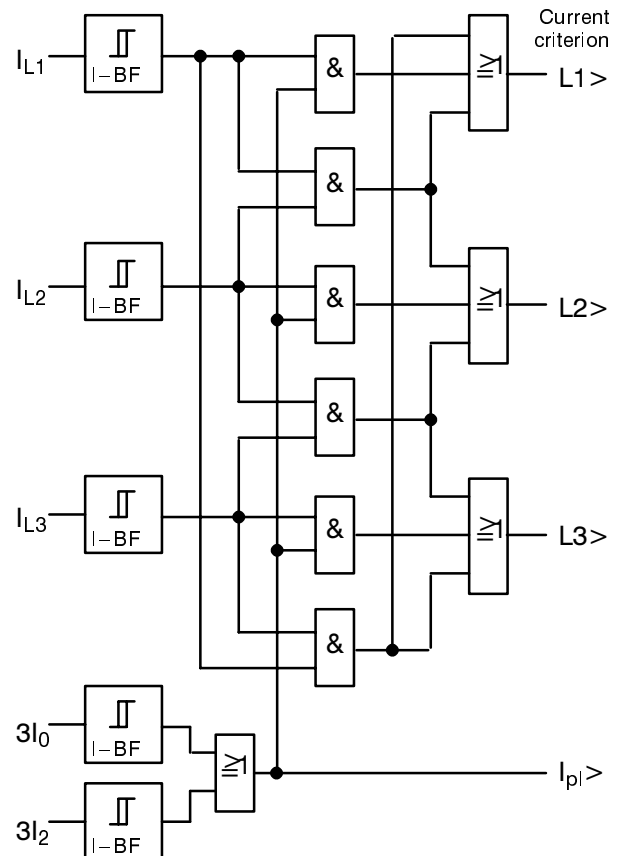 Current
criterion
I_L1
I–BF
&
≥1
L1>
&
I_L2
I–BF
&
≥1
L2>
&
I_L3
I–BF
&
≥1
L3>
&
3I_0
I–BF
≥1
I_pl>
3I_2
I–BF